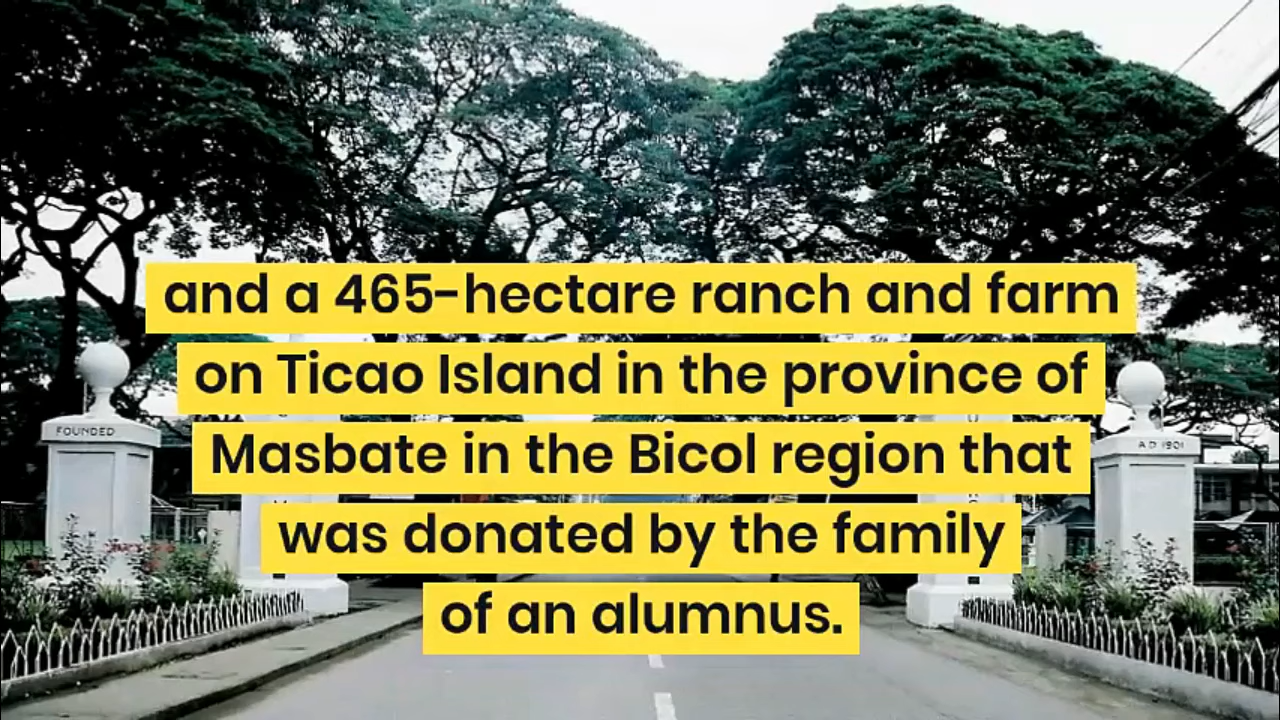 and a 465-hectare ranch and farm
on Ticao Island in the province of
Masbate in the Bicol region that
was donated by the family
of an alumnus.
FOUNDED
A.D. 1901